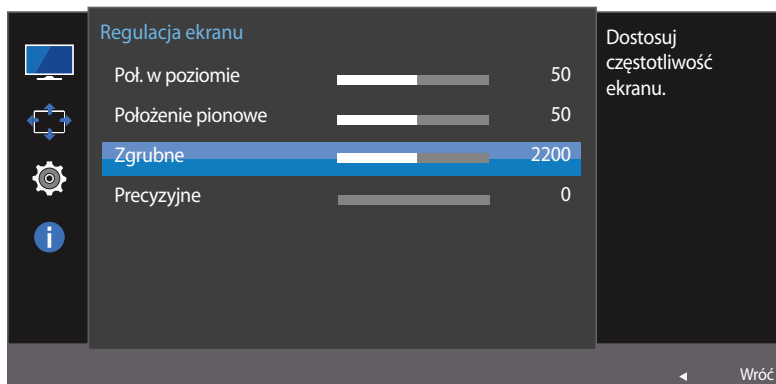 Regulacja ekranu
Poł. w poziomie 50
Położenie pionowe 50
Zgrubne 2200
Precyzyjne 0
Dostosuj
częstotliwość
ekranu.
Wróć